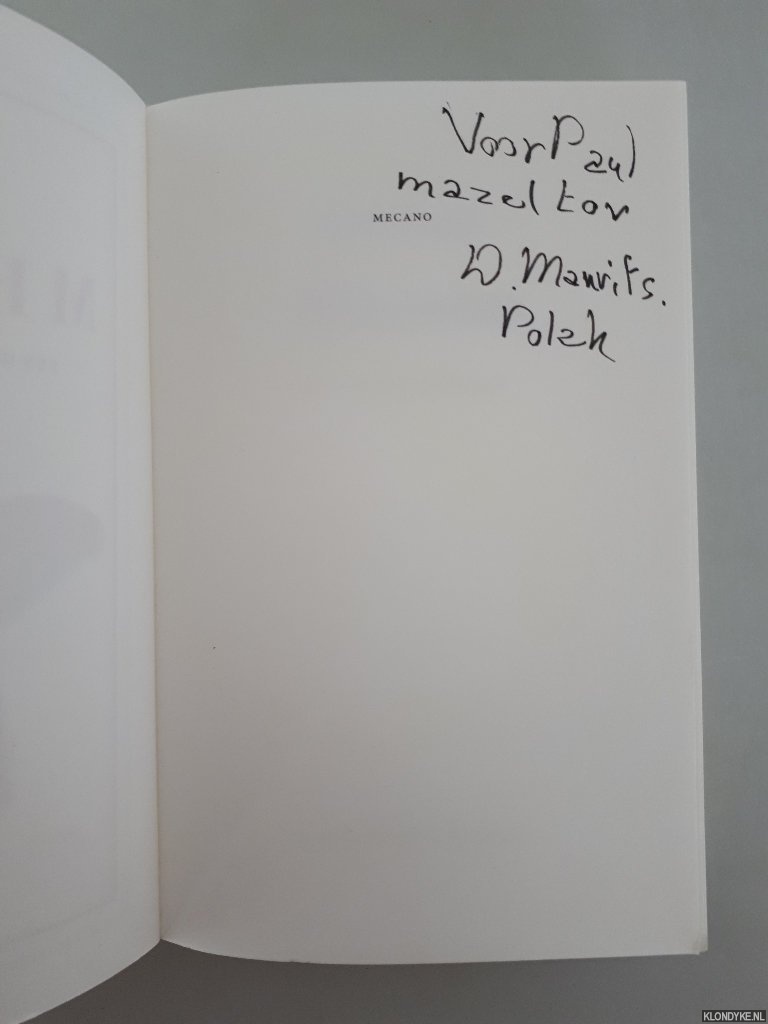 Voor Paul
mazel tov
MECANO
D. Maurits.
Polak
KLONDYKE.NL